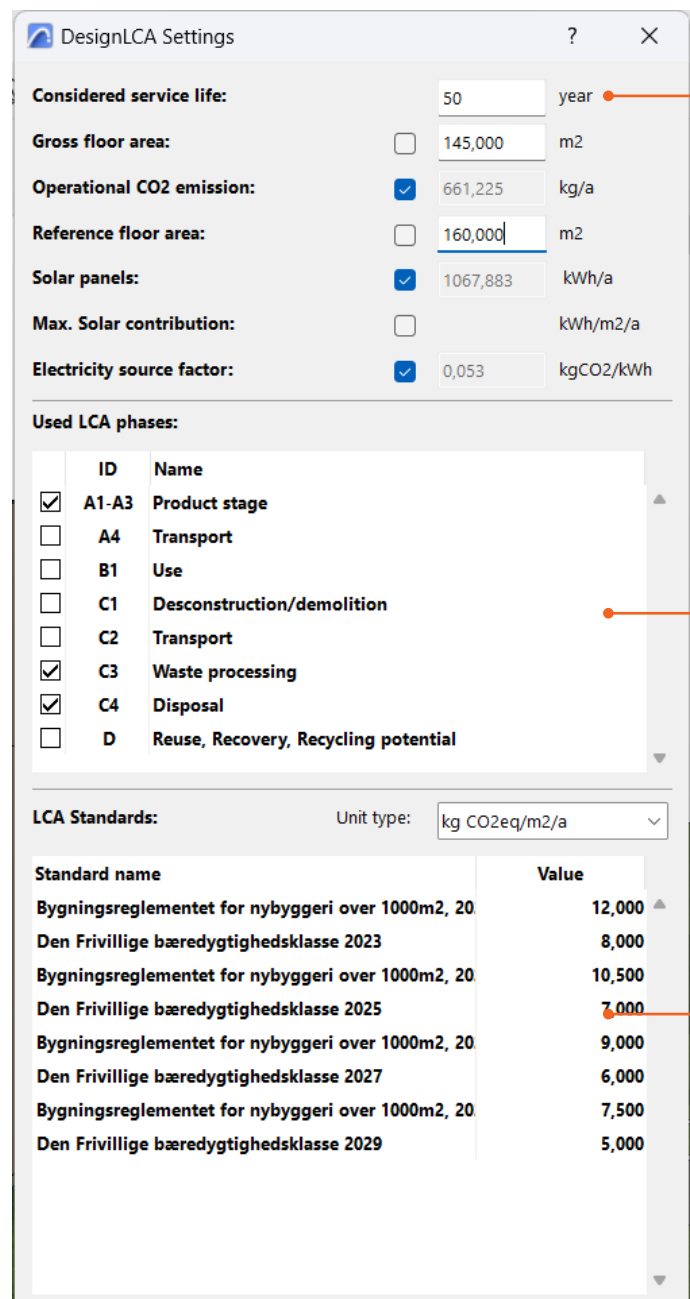 DesignLCA Settings ?
Considered service life: 50 year
Gross floor area: 145,000 m2
Operational CO2 emission: 661,225 kg/a
Reference floor area: 160,000 m2
Solar panels: 1067,883 kWh/a
Max. Solar contribution: kWh/m2/a
Electricity source factor: 0,053 kgCO2/kWh
Used LCA phases:
ID Name
A1-A3 Product stage
A4 Transport
B1 Use
C1 Desconstruction/demolition
C2 Transport
C3 Waste processing
C4 Disposal
D Reuse, Recovery, Recycling potential
LCA Standards: Unit type: kg CO2eq/m2/a
Standard name Value
Bygningsreglementet for nybyggeri over 1000m2, 20 12,000
Den Frivillige bæredygtighedsklasse 2023 8,000
Bygningsreglementet for nybyggeri over 1000m2, 20 10,500
Den Frivillige bæredygtighedsklasse 2025 7,000
Bygningsreglementet for nybyggeri over 1000m2, 20 9,000
Den Frivillige bæredygtighedsklasse 2027 6,000
Bygningsreglementet for nybyggeri over 1000m2, 20 7,500
Den Frivillige bæredygtighedsklasse 2029 5,000